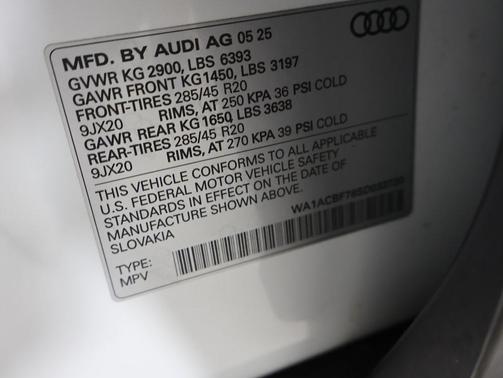 MFD. BY AUDI AG 05 25
GVWR KG 2900, LBS 6393
GAWR FRONT KG1450, LBS 3197
FRONT-TIRES 285/45 R20
9JX20 RIMS, AT 250 KPA 36 PSI COLD
GAWR REAR KG1650, LBS 3638
REAR-TIRES 285/45 R20
9JX20 RIMS, AT 270 KPA 39 PSI COLD
THIS VEHICLE CONFORMS TO ALL APPLICABLE
U.S. FEDERAL MOTOR VEHICLE SAFETY
STANDARDS IN EFFECT ON THE DATE OF
MANUFACTURE SHOWN ABOVE.
SLOVAKIA
TYPE:
MPV